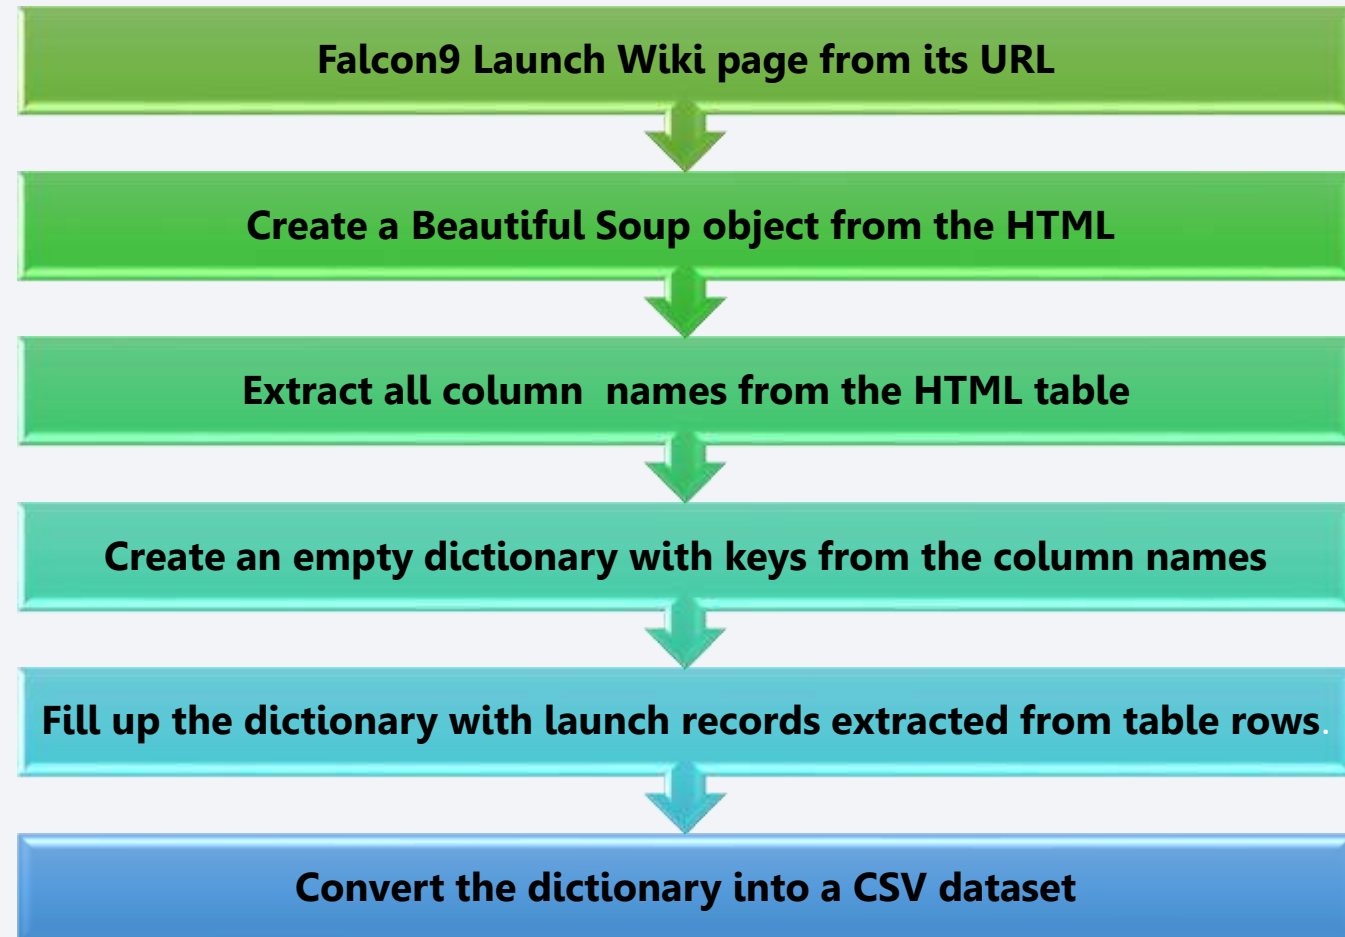 Falcon9 Launch Wiki page from its URL
Create a Beautiful Soup object from the HTML
Extract all column  names from the HTML table
Create an empty dictionary with keys from the column names
Fill up the dictionary with launch records extracted from table rows.
Convert the dictionary into a CSV dataset